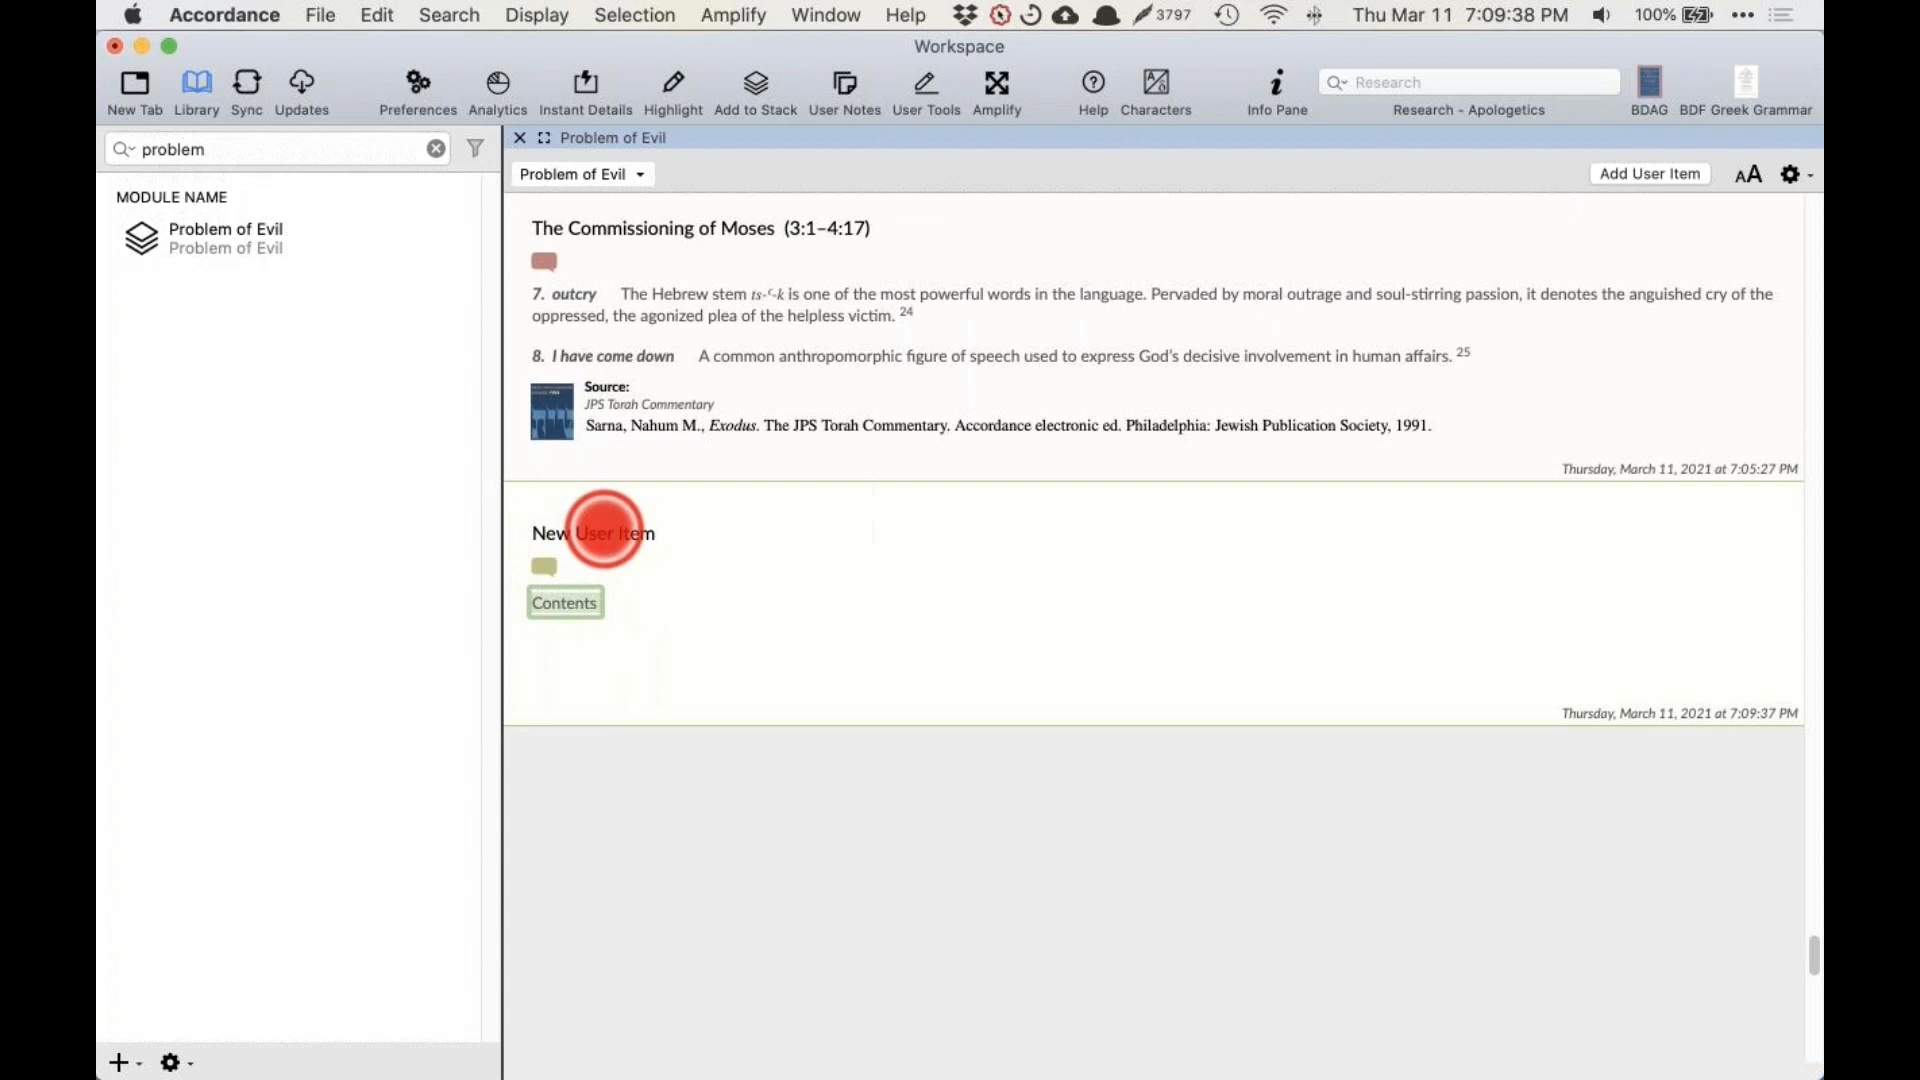 Accordance File Edit Search Display Selection Amplify Window Help 3797 Thu Mar 11 7:09:38 PM 100%
Workspace
New Tab Library Sync Updates Preferences Analytics Instant Details Highlight Add to Stack User Notes User Tools Amplify Help Characters Info Pane Research Research - Apologetics BDAG BDF Greek Grammar
problem
Problem of Evil
Problem of Evil
Add User Item
AA
MODULE NAME
Problem of Evil
Problem of Evil
The Commissioning of Moses (3:1–4:17)
7. outcry The Hebrew stem ts-ʿ-k is one of the most powerful words in the language. Pervaded by moral outrage and soul-stirring passion, it denotes the anguished cry of the
oppressed, the agonized plea of the helpless victim. 24
8. I have come down A common anthropomorphic figure of speech used to express God's decisive involvement in human affairs. 25
Source:
JPS Torah Commentary
Sarna, Nahum M., Exodus. The JPS Torah Commentary. Accordance electronic ed. Philadelphia: Jewish Publication Society, 1991.
Thursday, March 11, 2021 at 7:05:27 PM
New User Item
Contents
Thursday, March 11, 2021 at 7:09:37 PM